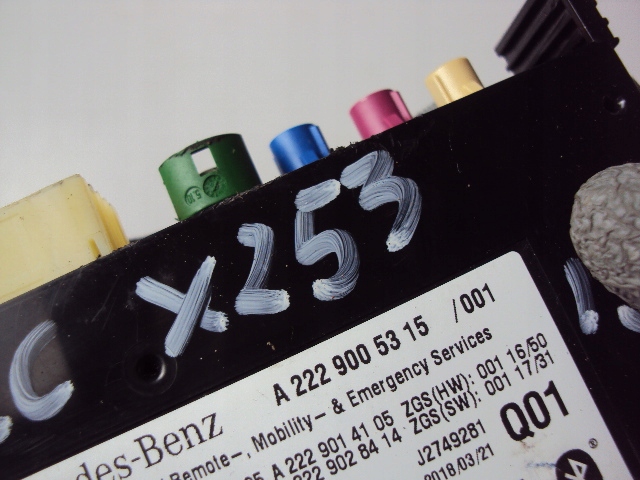 C X253
A 222 900 53 15 /001
des-Benz
Remote-, Mobility- & Emergency Services
A 222 901 41 05 ZGS(HW): 001 16/50
222 902 84 14 ZGS(SW): 001 17/31
J2749281
2018/03/21
Q01